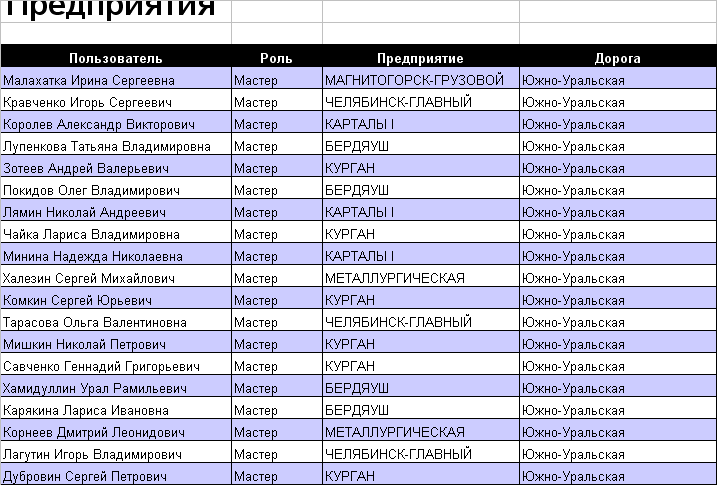 Предприятия
Пользователь Роль Предприятие Дорога
Малахатка Ирина Сергеевна Мастер МАГНИТОГОРСК-ГРУЗОВОЙ Южно-Уральская
Кравченко Игорь Сергеевич Мастер ЧЕЛЯБИНСК-ГЛАВНЫЙ Южно-Уральская
Королев Александр Викторович Мастер КАРТАЛЫ I Южно-Уральская
Лупенкова Татьяна Владимировна Мастер БЕРДЯУШ Южно-Уральская
Зотеев Андрей Валерьевич Мастер КУРГАН Южно-Уральская
Покидов Олег Владимирович Мастер БЕРДЯУШ Южно-Уральская
Лямин Николай Андреевич Мастер КАРТАЛЫ I Южно-Уральская
Чайка Лариса Владимировна Мастер КУРГАН Южно-Уральская
Минина Надежда Николаевна Мастер КАРТАЛЫ I Южно-Уральская
Халезин Сергей Михайлович Мастер МЕТАЛЛУРГИЧЕСКАЯ Южно-Уральская
Комкин Сергей Юрьевич Мастер КУРГАН Южно-Уральская
Тарасова Ольга Валентиновна Мастер ЧЕЛЯБИНСК-ГЛАВНЫЙ Южно-Уральская
Мишкин Николай Петрович Мастер КУРГАН Южно-Уральская
Савченко Геннадий Григорьевич Мастер КУРГАН Южно-Уральская
Хамидуллин Урал Рамильевич Мастер БЕРДЯУШ Южно-Уральская
Карякина Лариса Ивановна Мастер БЕРДЯУШ Южно-Уральская
Корнеев Дмитрий Леонидович Мастер МЕТАЛЛУРГИЧЕСКАЯ Южно-Уральская
Лагутин Игорь Владимирович Мастер ЧЕЛЯБИНСК-ГЛАВНЫЙ Южно-Уральская
Дубровин Сергей Петрович Мастер КУРГАН Южно-Уральская